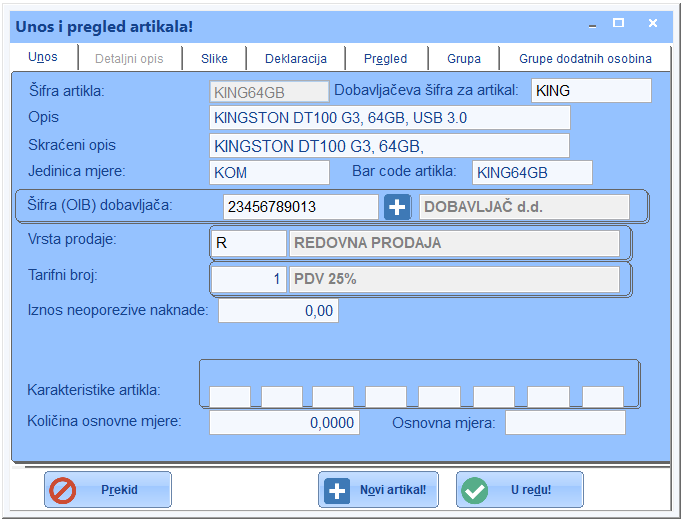 Unos i pregled artikala!
Unos Detaljni opis Slike Deklaracija Pregled Grupa Grupe dodatnih osobina
Šifra artikla: KING64GB Dobavljačeva šifra za artikal: KING
Opis KINGSTON DT100 G3, 64GB, USB 3.0
Skraćeni opis KINGSTON DT100 G3, 64GB,
Jedinica mjere: KOM Bar code artikla: KING64GB
Šifra (OIB) dobavljača: 23456789013 DOBAVLJAČ d.d.
Vrsta prodaje: R REDOVNA PRODAJA
Tarifni broj: 1 PDV 25%
Iznos neoporezive naknade: 0,00
Karakteristike artikla:
Količina osnovne mjere: 0,0000 Osnovna mjera:
Prekid Novi artikal! U redu!